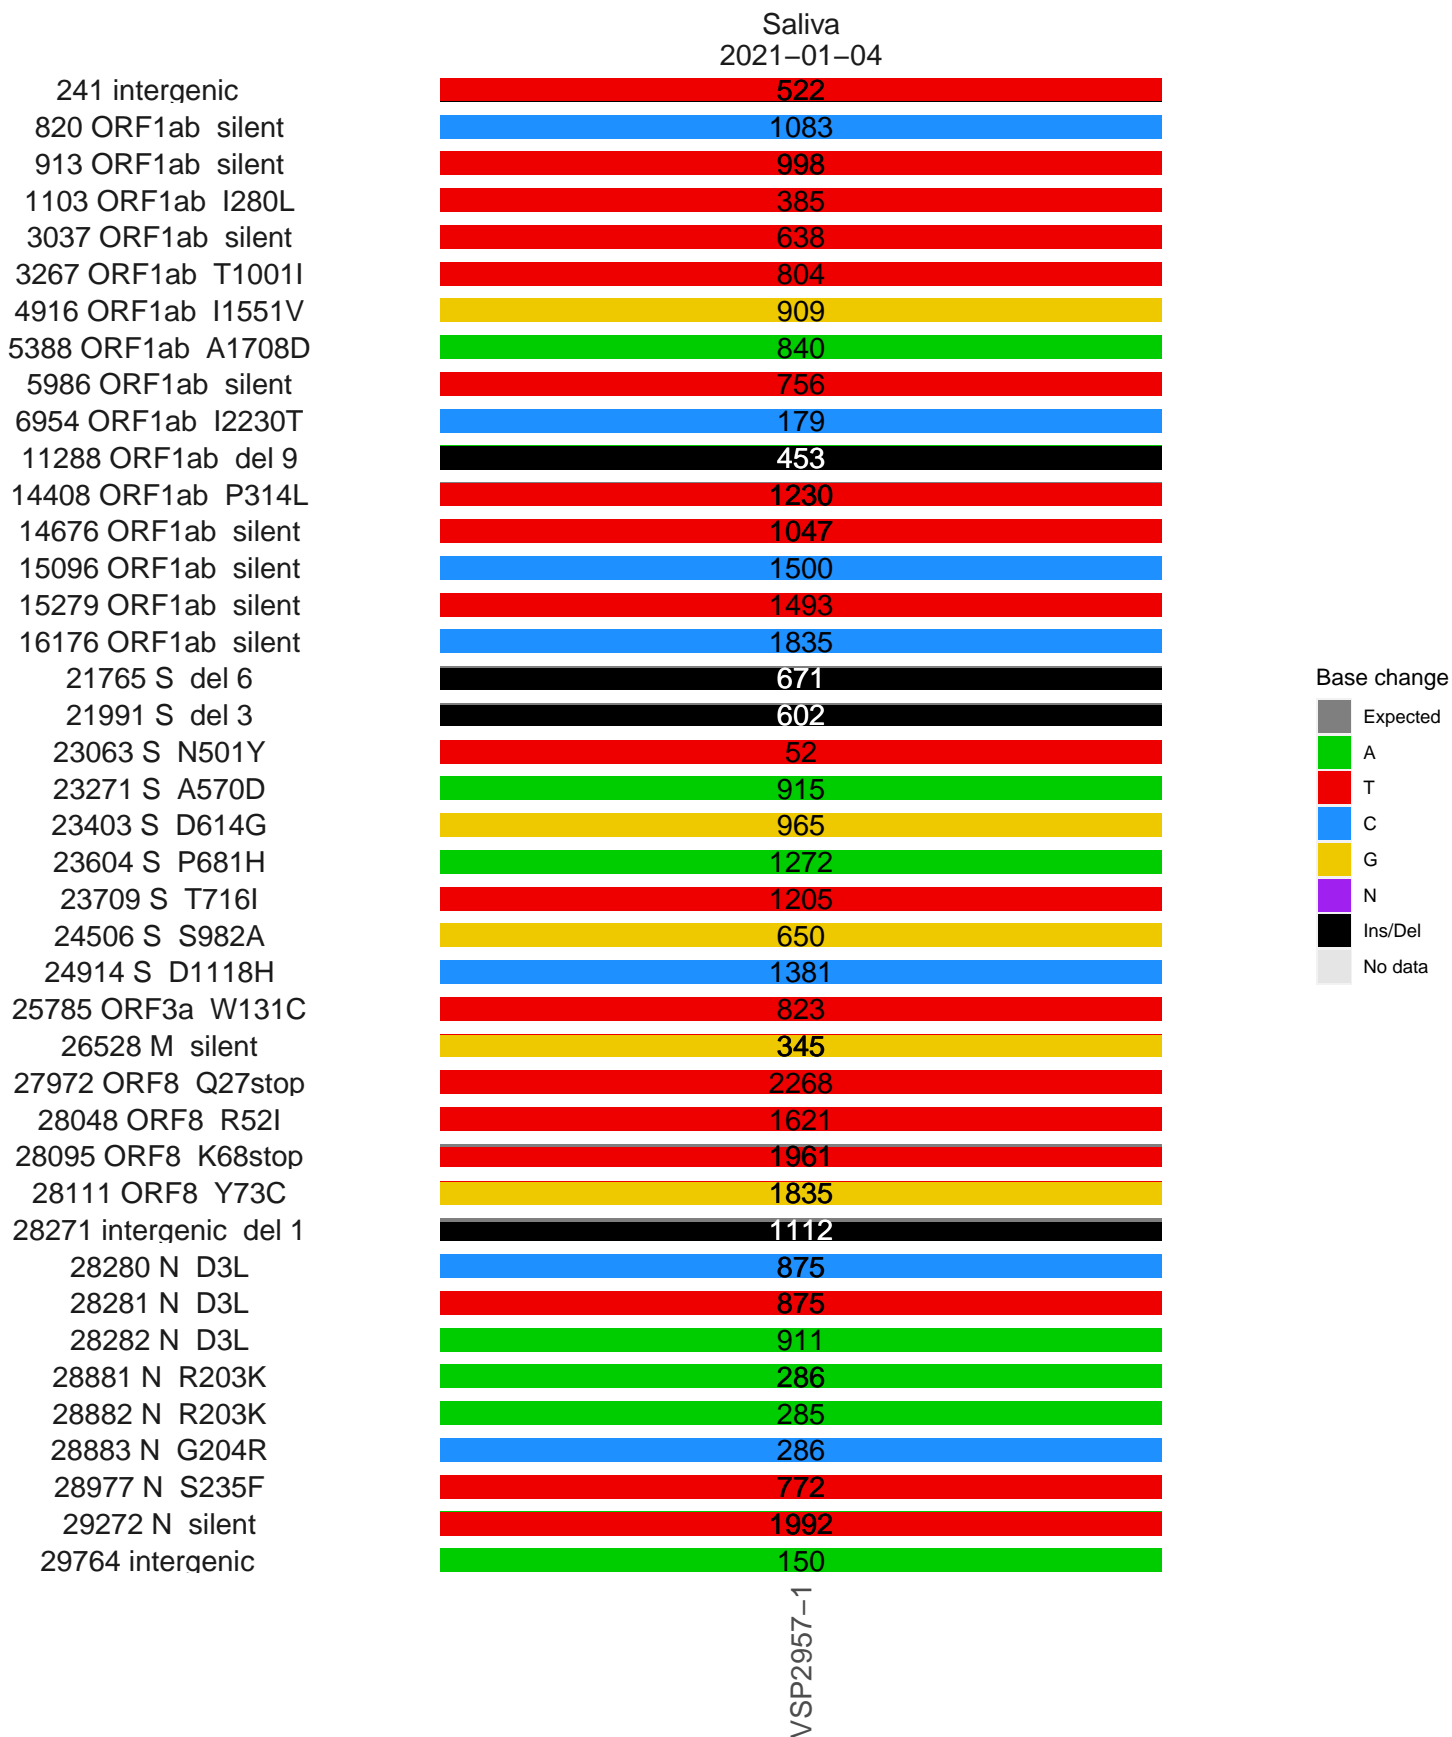 Saliva
2021−01−04
241 intergenic 522
820 ORF1ab silent 1083
913 ORF1ab silent 998
1103 ORF1ab I280L 385
3037 ORF1ab silent 638
3267 ORF1ab T1001I 804
4916 ORF1ab I1551V 909
5388 ORF1ab A1708D 840
5986 ORF1ab silent 756
6954 ORF1ab I2230T 179
11288 ORF1ab del 9 453
14408 ORF1ab P314L 1230
14676 ORF1ab silent 1047
15096 ORF1ab silent 1500
15279 ORF1ab silent 1493
16176 ORF1ab silent 1835
21765 S del 6 671
21991 S del 3 602
23063 S N501Y 52
23271 S A570D 915
23403 S D614G 965
23604 S P681H 1272
23709 S T716I 1205
24506 S S982A 650
24914 S D1118H 1381
25785 ORF3a W131C 823
26528 M silent 345
27972 ORF8 Q27stop 2268
28048 ORF8 R52I 1621
28095 ORF8 K68stop 1961
28111 ORF8 Y73C 1835
28271 intergenic del 1 1112
28280 N D3L 875
28281 N D3L 875
28282 N D3L 911
28881 N R203K 286
28882 N R203K 285
28883 N G204R 286
28977 N S235F 772
29272 N silent 1992
29764 intergenic 150
VSP2957−1
Base change
Expected
A
T
C
G
N
Ins/Del
No data